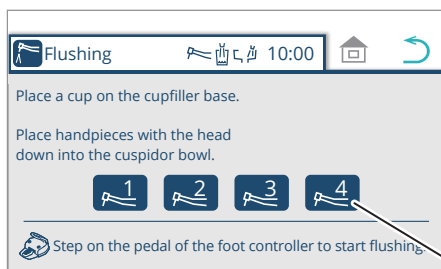 Flushing 10:00
Place a cup on the cupfiller base.
Place handpieces with the head
down into the cuspidor bowl.
1 2 3 4
Step on the pedal of the foot controller to start flushing.